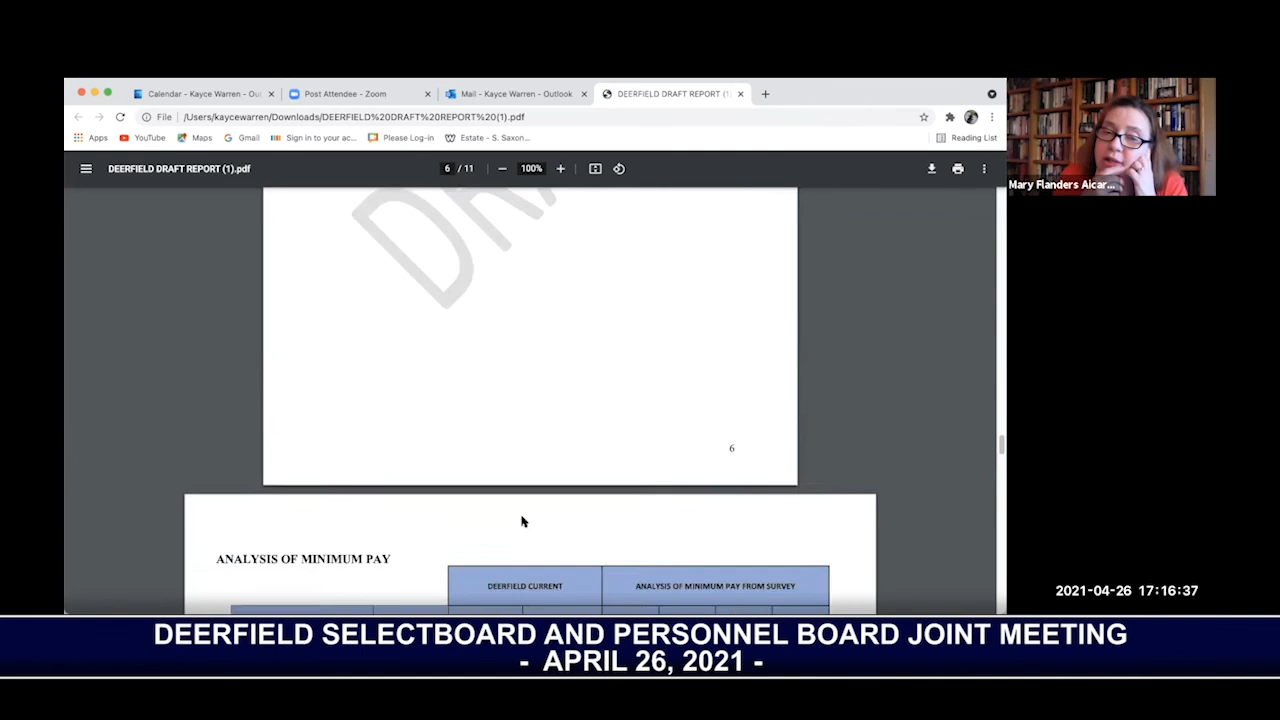 Calendar - Kayce Warren - Out
Post Attendee - Zoom
Mail - Kayce Warren - Outlook
DEERFIELD DRAFT REPORT (1)
File
/Users/kaycewarren/Downloads/DEERFIELD%20DRAFT%20REPORT%20(1).pdf
Apps
YouTube
Maps
Gmail
Sign in to your ac...
Please Log-in
Estate - S. Saxon...
Reading List
DEERFIELD DRAFT REPORT (1).pdf
6 / 11
100%
Mary Flanders Aicar...
DRA
6
ANALYSIS OF MINIMUM PAY
DEERFIELD CURRENT
ANALYSIS OF MINIMUM PAY FROM SURVEY
2021-04-26 17:16:37
DEERFIELD SELECTBOARD AND PERSONNEL BOARD JOINT MEETING
- APRIL 26, 2021 -